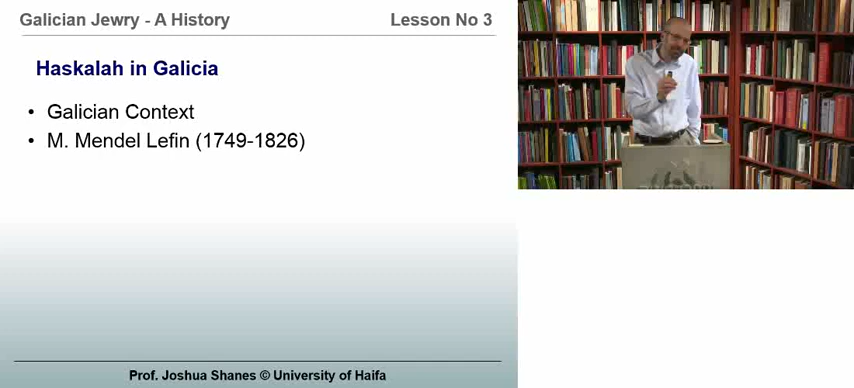 Galician Jewry - A History
Lesson No 3
Haskalah in Galicia
• Galician Context
• M. Mendel Lefin (1749-1826)
Prof. Joshua Shanes © University of Haifa